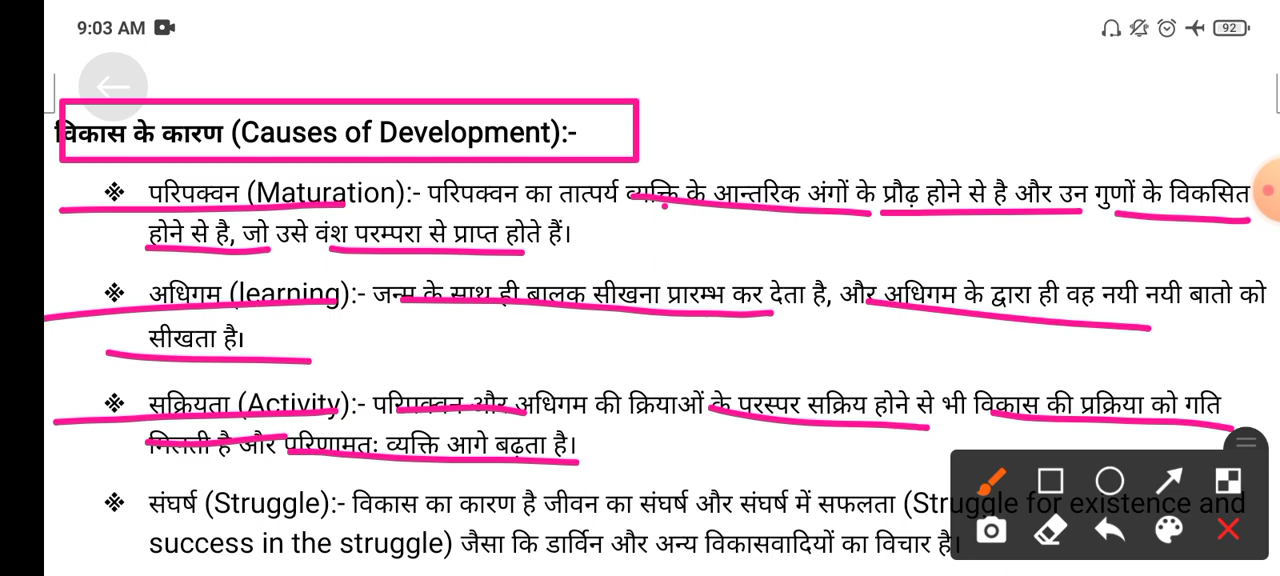 9:03 AM
92
विकास के कारण (Causes of Development):-
❖ परिपक्वन (Maturation):- परिपक्वन का तात्पर्य व्यक्ति के आन्तरिक अंगों के प्रौढ़ होने से है और उन गुणों के विकसित
होने से है, जो उसे वंश परम्परा से प्राप्त होते हैं।
❖ अधिगम (learning):- जन्म के साथ ही बालक सीखना प्रारम्भ कर देता है, और अधिगम के द्वारा ही वह नयी नयी बातो को
सीखता है।
❖ सक्रियता (Activity):- परिपक्वन और अधिगम की क्रियाओं के परस्पर सक्रिय होने से भी विकास की प्रक्रिया को गति
मिलती है और परिणामतः व्यक्ति आगे बढ़ता है।
❖ संघर्ष (Struggle):- विकास का कारण है जीवन का संघर्ष और संघर्ष में सफलता (Struggle for existence and
success in the struggle) जैसा कि डार्विन और अन्य विकासवादियों का विचार है।